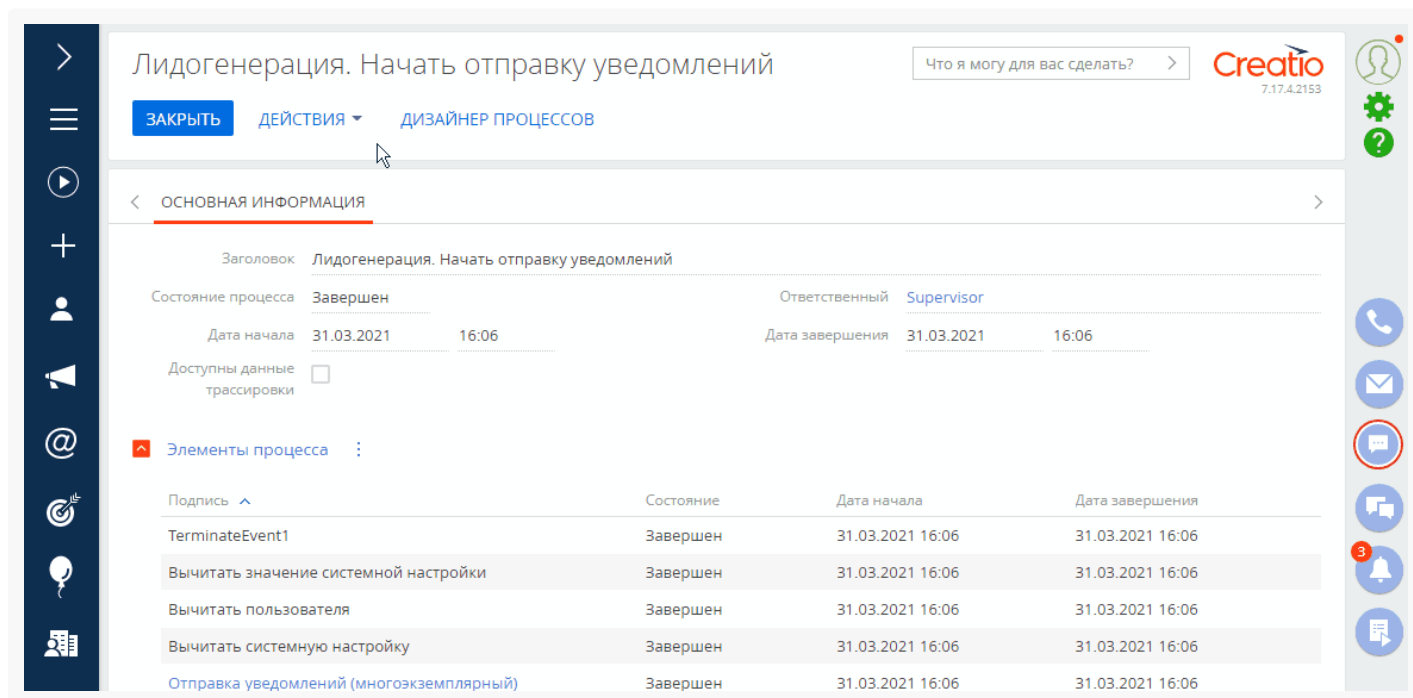 Лидогенерация. Начать отправку уведомлений
Что я могу для вас сделать?
Creatio
7.17.4.2153
ЗАКРЫТЬ ДЕЙСТВИЯ ДИЗАЙНЕР ПРОЦЕССОВ
ОСНОВНАЯ ИНФОРМАЦИЯ
Заголовок Лидогенерация. Начать отправку уведомлений
Состояние процесса Завершен Ответственный Supervisor
Дата начала 31.03.2021 16:06 Дата завершения 31.03.2021 16:06
Доступны данные
трассировки
Элементы процесса
Подпись Состояние Дата начала Дата завершения
TerminateEvent1 Завершен 31.03.2021 16:06 31.03.2021 16:06
Вычитать значение системной настройки Завершен 31.03.2021 16:06 31.03.2021 16:06
3
Вычитать пользователя Завершен 31.03.2021 16:06 31.03.2021 16:06
Вычитать системную настройку Завершен 31.03.2021 16:06 31.03.2021 16:06
Отправка уведомлений (многоэкземплярный) Завершен 31.03.2021 16:06 31.03.2021 16:06